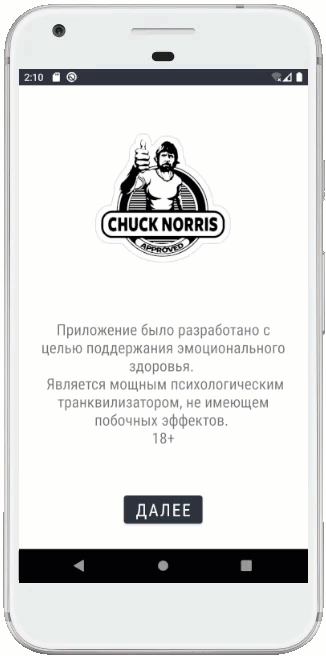 2:10
CHUCK NORRIS
APPROVED
Приложение было разработано с
целью поддержания эмоционального
здоровья.
Является мощным психологическим
транквилизатором, не имеющем
побочных эффектов.
18+
ДАЛЕЕ